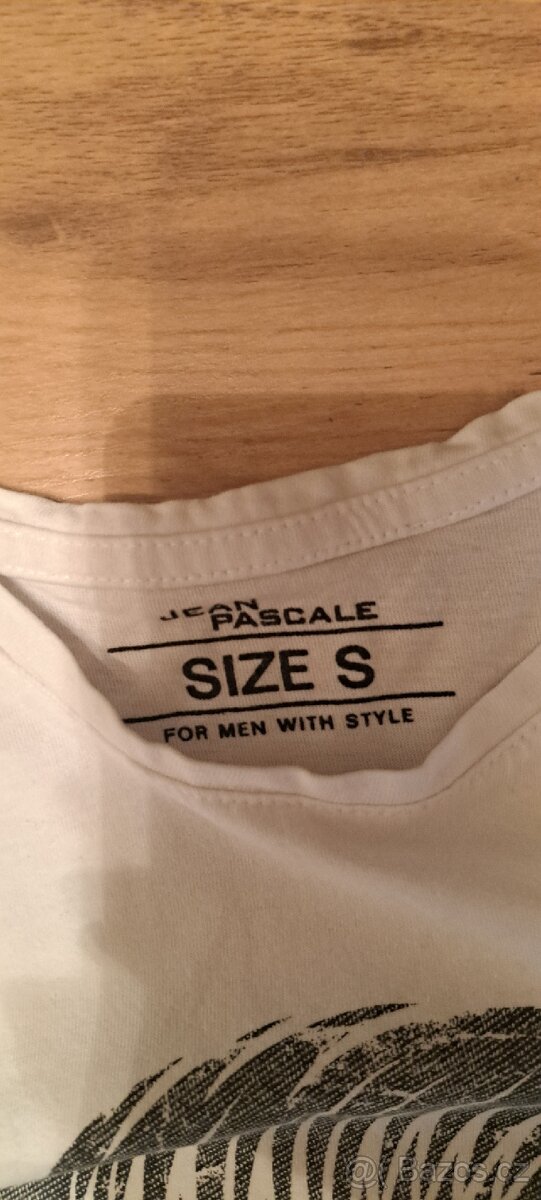 JEAN
PASCALE
SIZE S
FOR MEN WITH STYLE
Bazos.cz